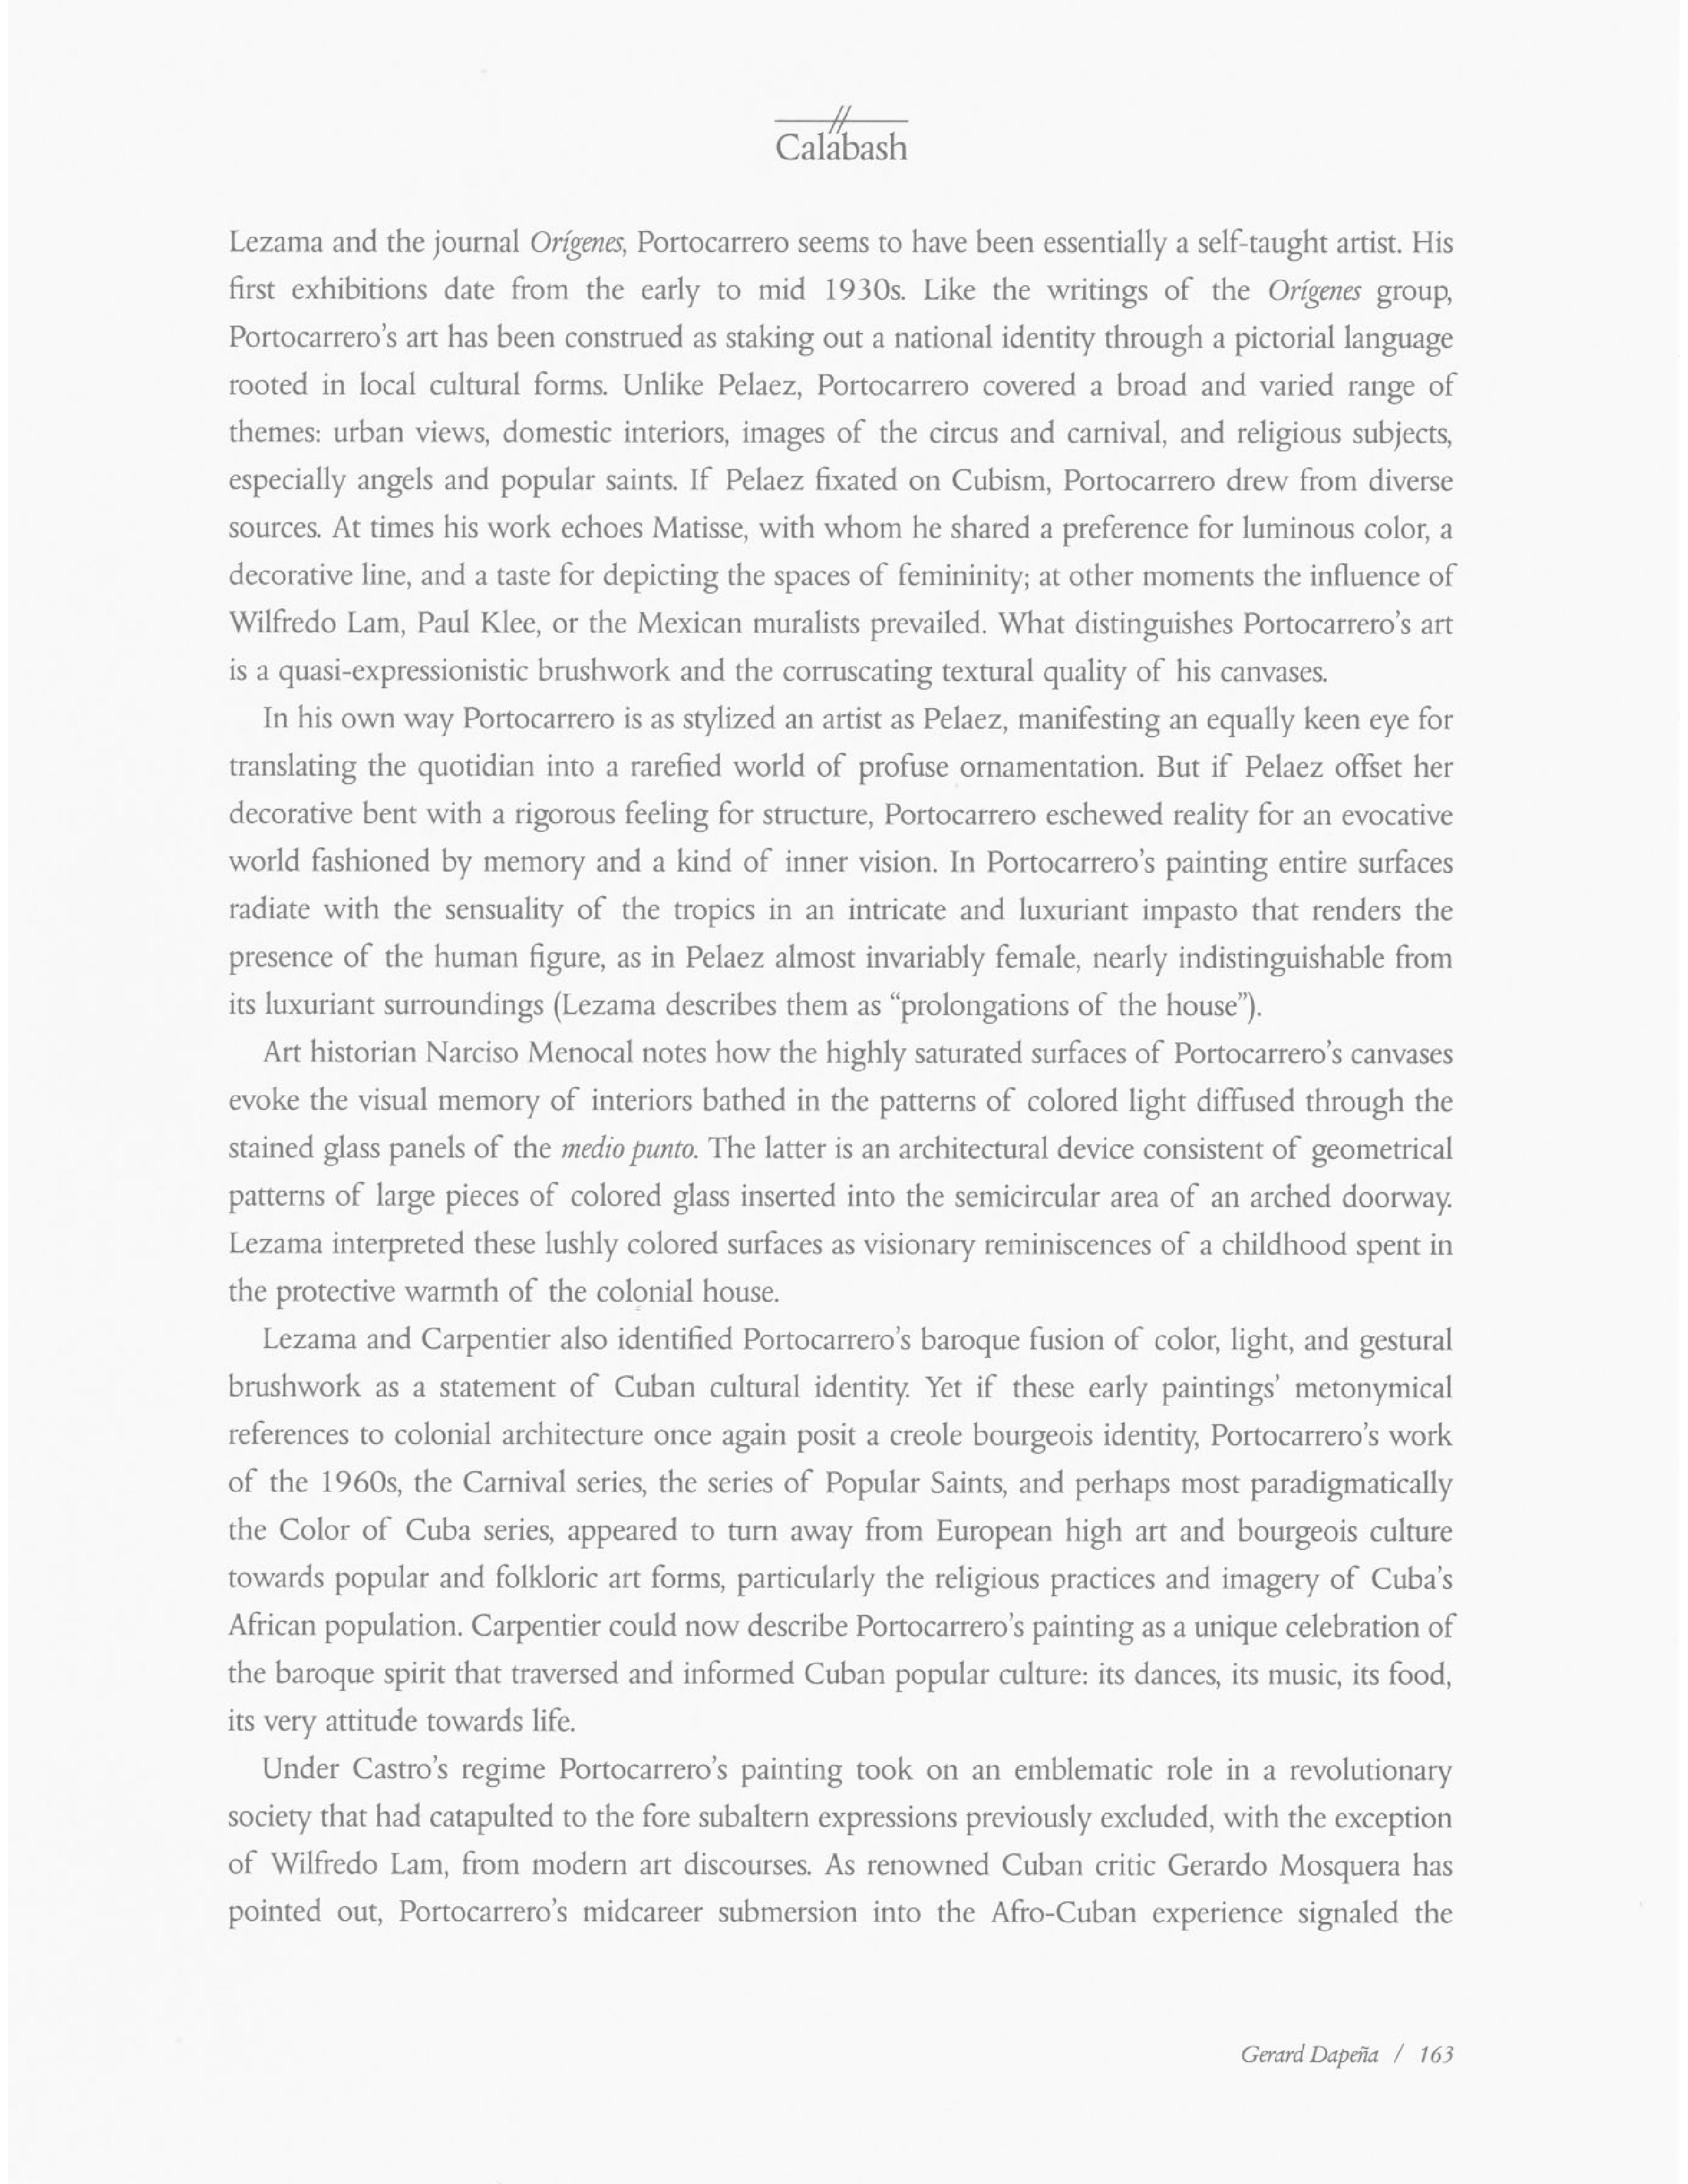 Calabash
Lezama and the journal Orígenes, Portocarrero seems to have been essentially a self-taught artist. His
first exhibitions date from the early to mid 1930s. Like the writings of the Orígenes group,
Portocarrero's art has been construed as staking out a national identity through a pictorial language
rooted in local cultural forms. Unlike Pelaez, Portocarrero covered a broad and varied range of
themes: urban views, domestic interiors, images of the circus and carnival, and religious subjects,
especially angels and popular saints. If Pelaez fixated on Cubism, Portocarrero drew from diverse
sources. At times his work echoes Matisse, with whom he shared a preference for luminous color, a
decorative line, and a taste for depicting the spaces of femininity; at other moments the influence of
Wilfredo Lam, Paul Klee, or the Mexican muralists prevailed. What distinguishes Portocarrero's art
is a quasi-expressionistic brushwork and the corruscating textural quality of his canvases.
In his own way Portocarrero is as stylized an artist as Pelaez, manifesting an equally keen eye for
translating the quotidian into a rarefied world of profuse ornamentation. But if Pelaez offset her
decorative bent with a rigorous feeling for structure, Portocarrero eschewed reality for an evocative
world fashioned by memory and a kind of inner vision. In Portocarrero's painting entire surfaces
radiate with the sensuality of the tropics in an intricate and luxuriant impasto that renders the
presence of the human figure, as in Pelaez almost invariably female, nearly indistinguishable from
its luxuriant surroundings (Lezama describes them as “prolongations of the house”).
Art historian Narciso Menocal notes how the highly saturated surfaces of Portocarrero's canvases
evoke the visual memory of interiors bathed in the patterns of colored light diffused through the
stained glass panels of the medio punto. The latter is an architectural device consistent of geometrical
patterns of large pieces of colored glass inserted into the semicircular area of an arched doorway.
Lezama interpreted these lushly colored surfaces as visionary reminiscences of a childhood spent in
the protective warmth of the colonial house.
Lezama and Carpentier also identified Portocarrero's baroque fusion of color, light, and gestural
brushwork as a statement of Cuban cultural identity. Yet if these early paintings' metonymical
references to colonial architecture once again posit a creole bourgeois identity, Portocarrero's work
of the 1960s, the Carnival series, the series of Popular Saints, and perhaps most paradigmatically
the Color of Cuba series, appeared to turn away from European high art and bourgeois culture
towards popular and folkloric art forms, particularly the religious practices and imagery of Cuba's
African population. Carpentier could now describe Portocarrero's painting as a unique celebration of
the baroque spirit that traversed and informed Cuban popular culture: its dances, its music, its food,
its very attitude towards life.
Under Castro's regime Portocarrero's painting took on an emblematic role in a revolutionary
society that had catapulted to the fore subaltern expressions previously excluded, with the exception
of Wilfredo Lam, from modern art discourses. As renowned Cuban critic Gerardo Mosquera has
pointed out, Portocarrero's midcareer submersion into the Afro-Cuban experience signaled the
Gerard Dapeña / 163